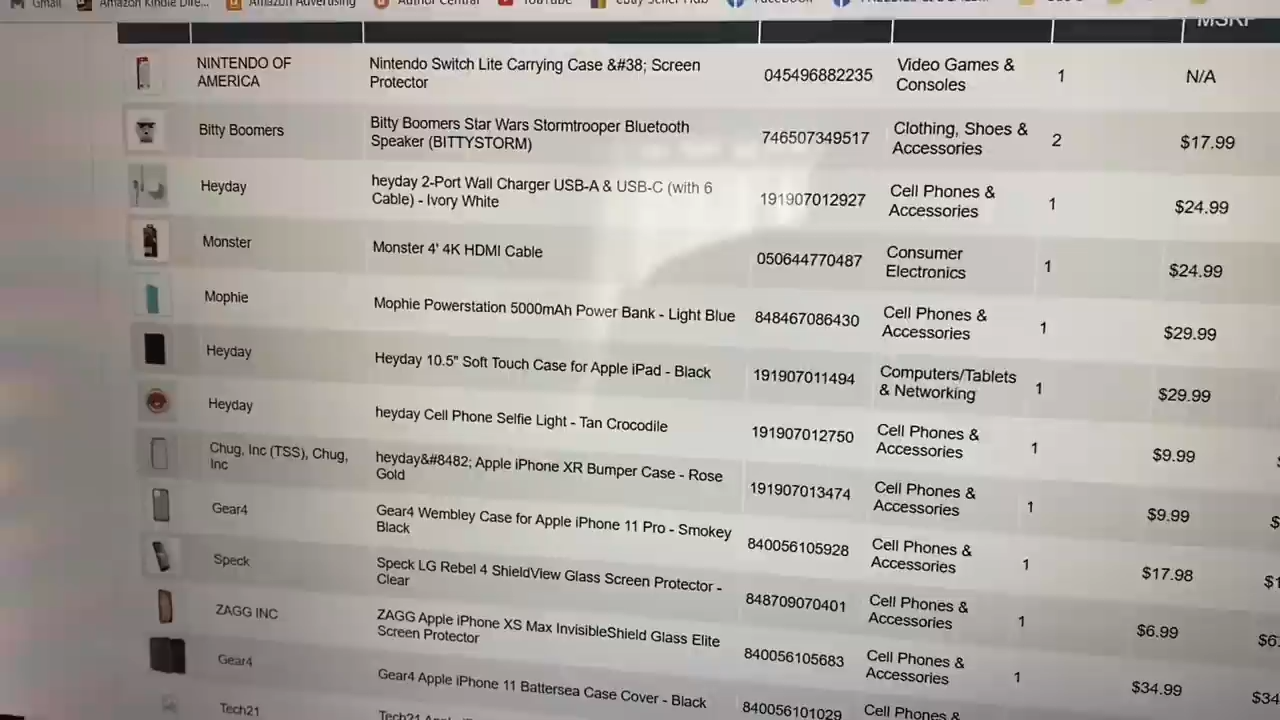 Gmail
Amazon Kindle Dire...
Amazon Advertising
Author Central
YouTube
eBay Seller Hub
Facebook
MSRP
NINTENDO OF AMERICA
Nintendo Switch Lite Carrying Case &#38; Screen Protector
045496882235
Video Games & Consoles
1
N/A
Bitty Boomers
Bitty Boomers Star Wars Stormtrooper Bluetooth Speaker (BITTYSTORM)
746507349517
Clothing, Shoes & Accessories
2
$17.99
Heyday
heyday 2-Port Wall Charger USB-A & USB-C (with 6 Cable) - Ivory White
191907012927
Cell Phones & Accessories
1
$24.99
Monster
Monster 4' 4K HDMI Cable
050644770487
Consumer Electronics
1
$24.99
Mophie
Mophie Powerstation 5000mAh Power Bank - Light Blue
848467086430
Cell Phones & Accessories
1
$29.99
Heyday
Heyday 10.5" Soft Touch Case for Apple iPad - Black
191907011494
Computers/Tablets & Networking
1
$29.99
Heyday
heyday Cell Phone Selfie Light - Tan Crocodile
191907012750
Cell Phones & Accessories
1
$9.99
Chug, Inc (TSS), Chug, Inc
heyday&#8482; Apple iPhone XR Bumper Case - Rose Gold
191907013474
Cell Phones & Accessories
1
$9.99
$
Gear4
Gear4 Wembley Case for Apple iPhone 11 Pro - Smokey Black
840056105928
Cell Phones & Accessories
1
$17.98
$1
Speck
Speck LG Rebel 4 ShieldView Glass Screen Protector - Clear
848709070401
Cell Phones & Accessories
1
$6.99
$6.
ZAGG INC
ZAGG Apple iPhone XS Max InvisibleShield Glass Elite Screen Protector
840056105683
Cell Phones & Accessories
1
$34.99
$34
Gear4
Gear4 Apple iPhone 11 Battersea Case Cover - Black
840056101029
Cell Phones &
Tech21
Tech21